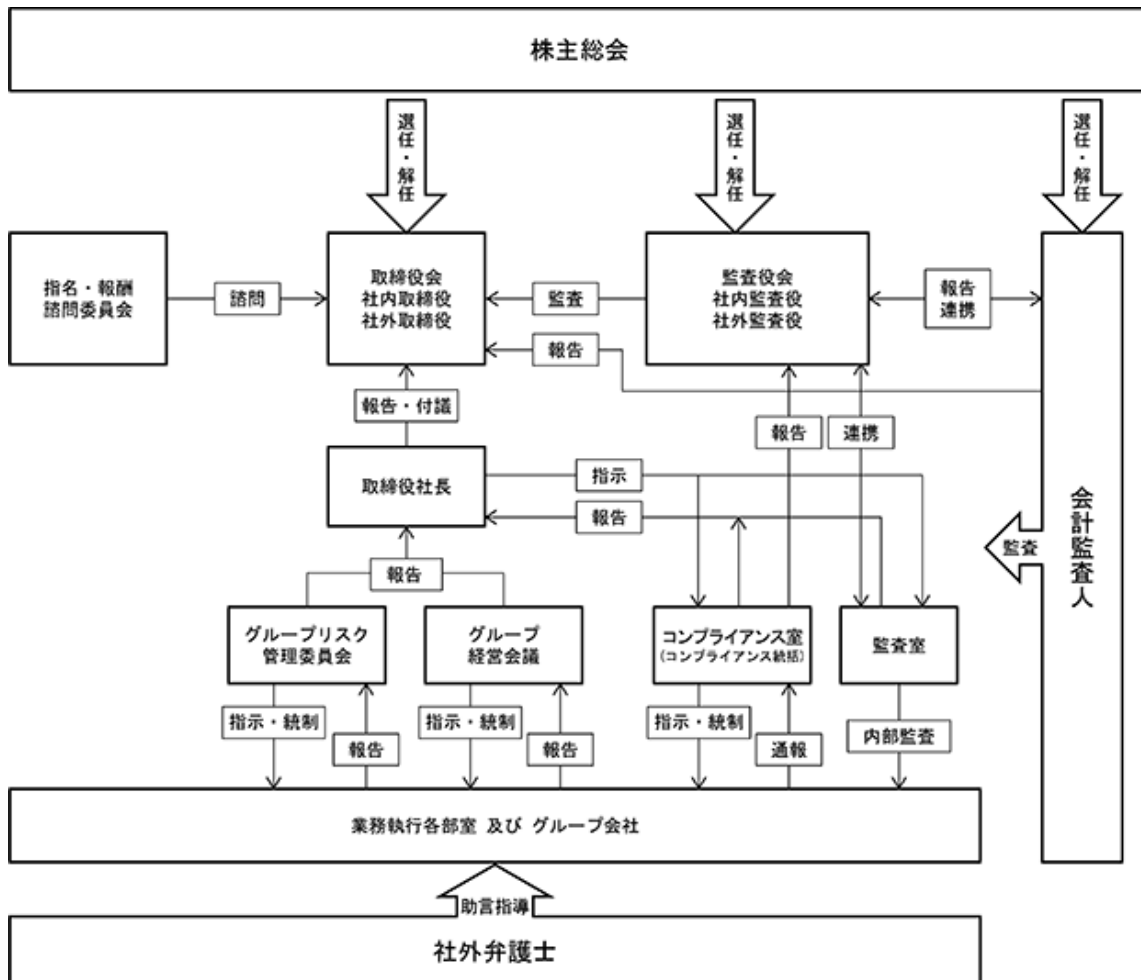 株主総会
選任・解任
選任・解任
選任・解任
指名・報酬
諮問委員会
諮問
取締役会
社内取締役
社外取締役
監査
監査役会
社内監査役
社外監査役
報告
連携
報告
報告・付議
報告
連携
取締役社長
指示
報告
会計監査人
監査
報告
グループリスク
管理委員会
グループ
経営会議
コンプライアンス室
(コンプライアンス統括)
監査室
指示・統制
報告
指示・統制
報告
指示・統制
通報
内部監査
業務執行各部室 及び グループ会社
助言指導
社外弁護士